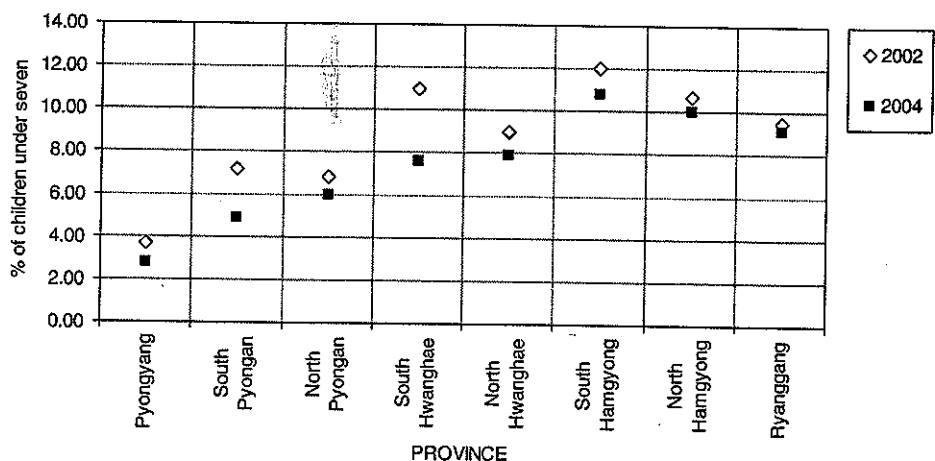 14.00
12.00
10.00
8.00
6.00
4.00
2.00
0.00
% of children under seven
Pyongyang
South
Pyongan
North
Pyongan
South
Hwanghae
North
Hwanghae
South
Hamgyong
North
Hamgyong
Ryanggang
PROVINCE
2002
2004